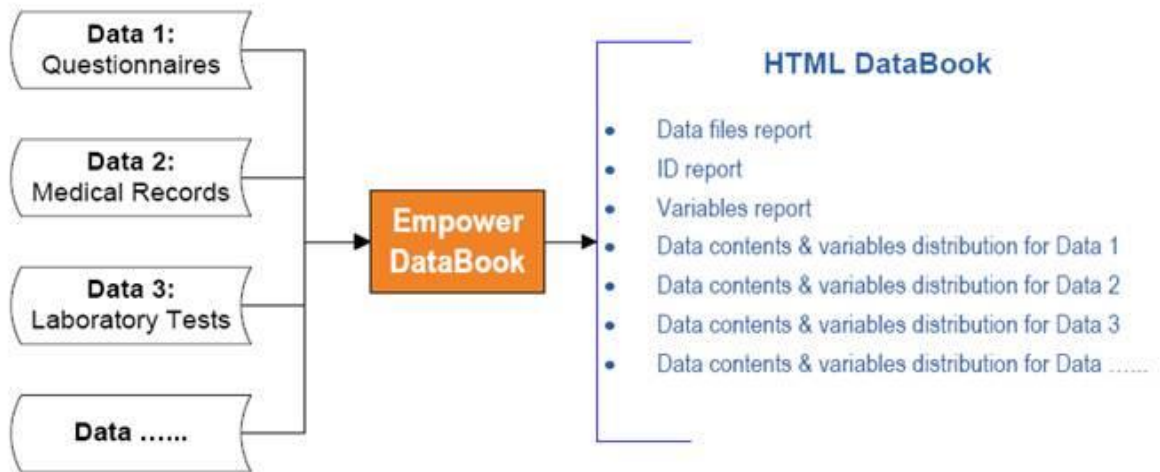 Data 1:
Questionnaires
Data 2:
Medical Records
Data 3:
Laboratory Tests
Data ......
Empower
DataBook
HTML DataBook
• Data files report
• ID report
• Variables report
• Data contents & variables distribution for Data 1
• Data contents & variables distribution for Data 2
• Data contents & variables distribution for Data 3
• Data contents & variables distribution for Data ......